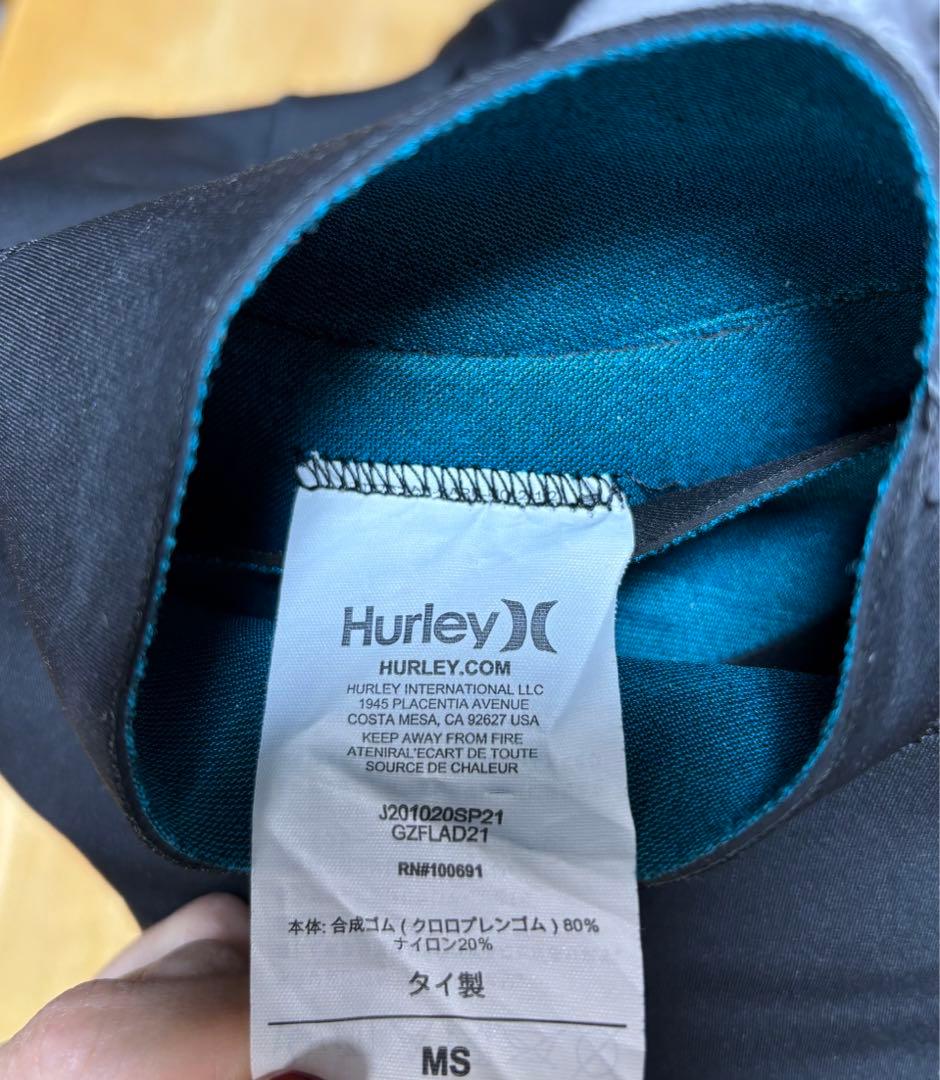 Hurley
HURLEY.COM
HURLEY INTERNATIONAL LLC
1945 PLACENTIA AVENUE
COSTA MESA, CA 92627 USA
KEEP AWAY FROM FIRE
ATENIRAL'ECART DE TOUTE
SOURCE DE CHALEUR
J201020SP21
GZFLAD21
RN#100691
本体: 合成ゴム ( クロロプレンゴム ) 80%
ナイロン20%
タイ製
MS